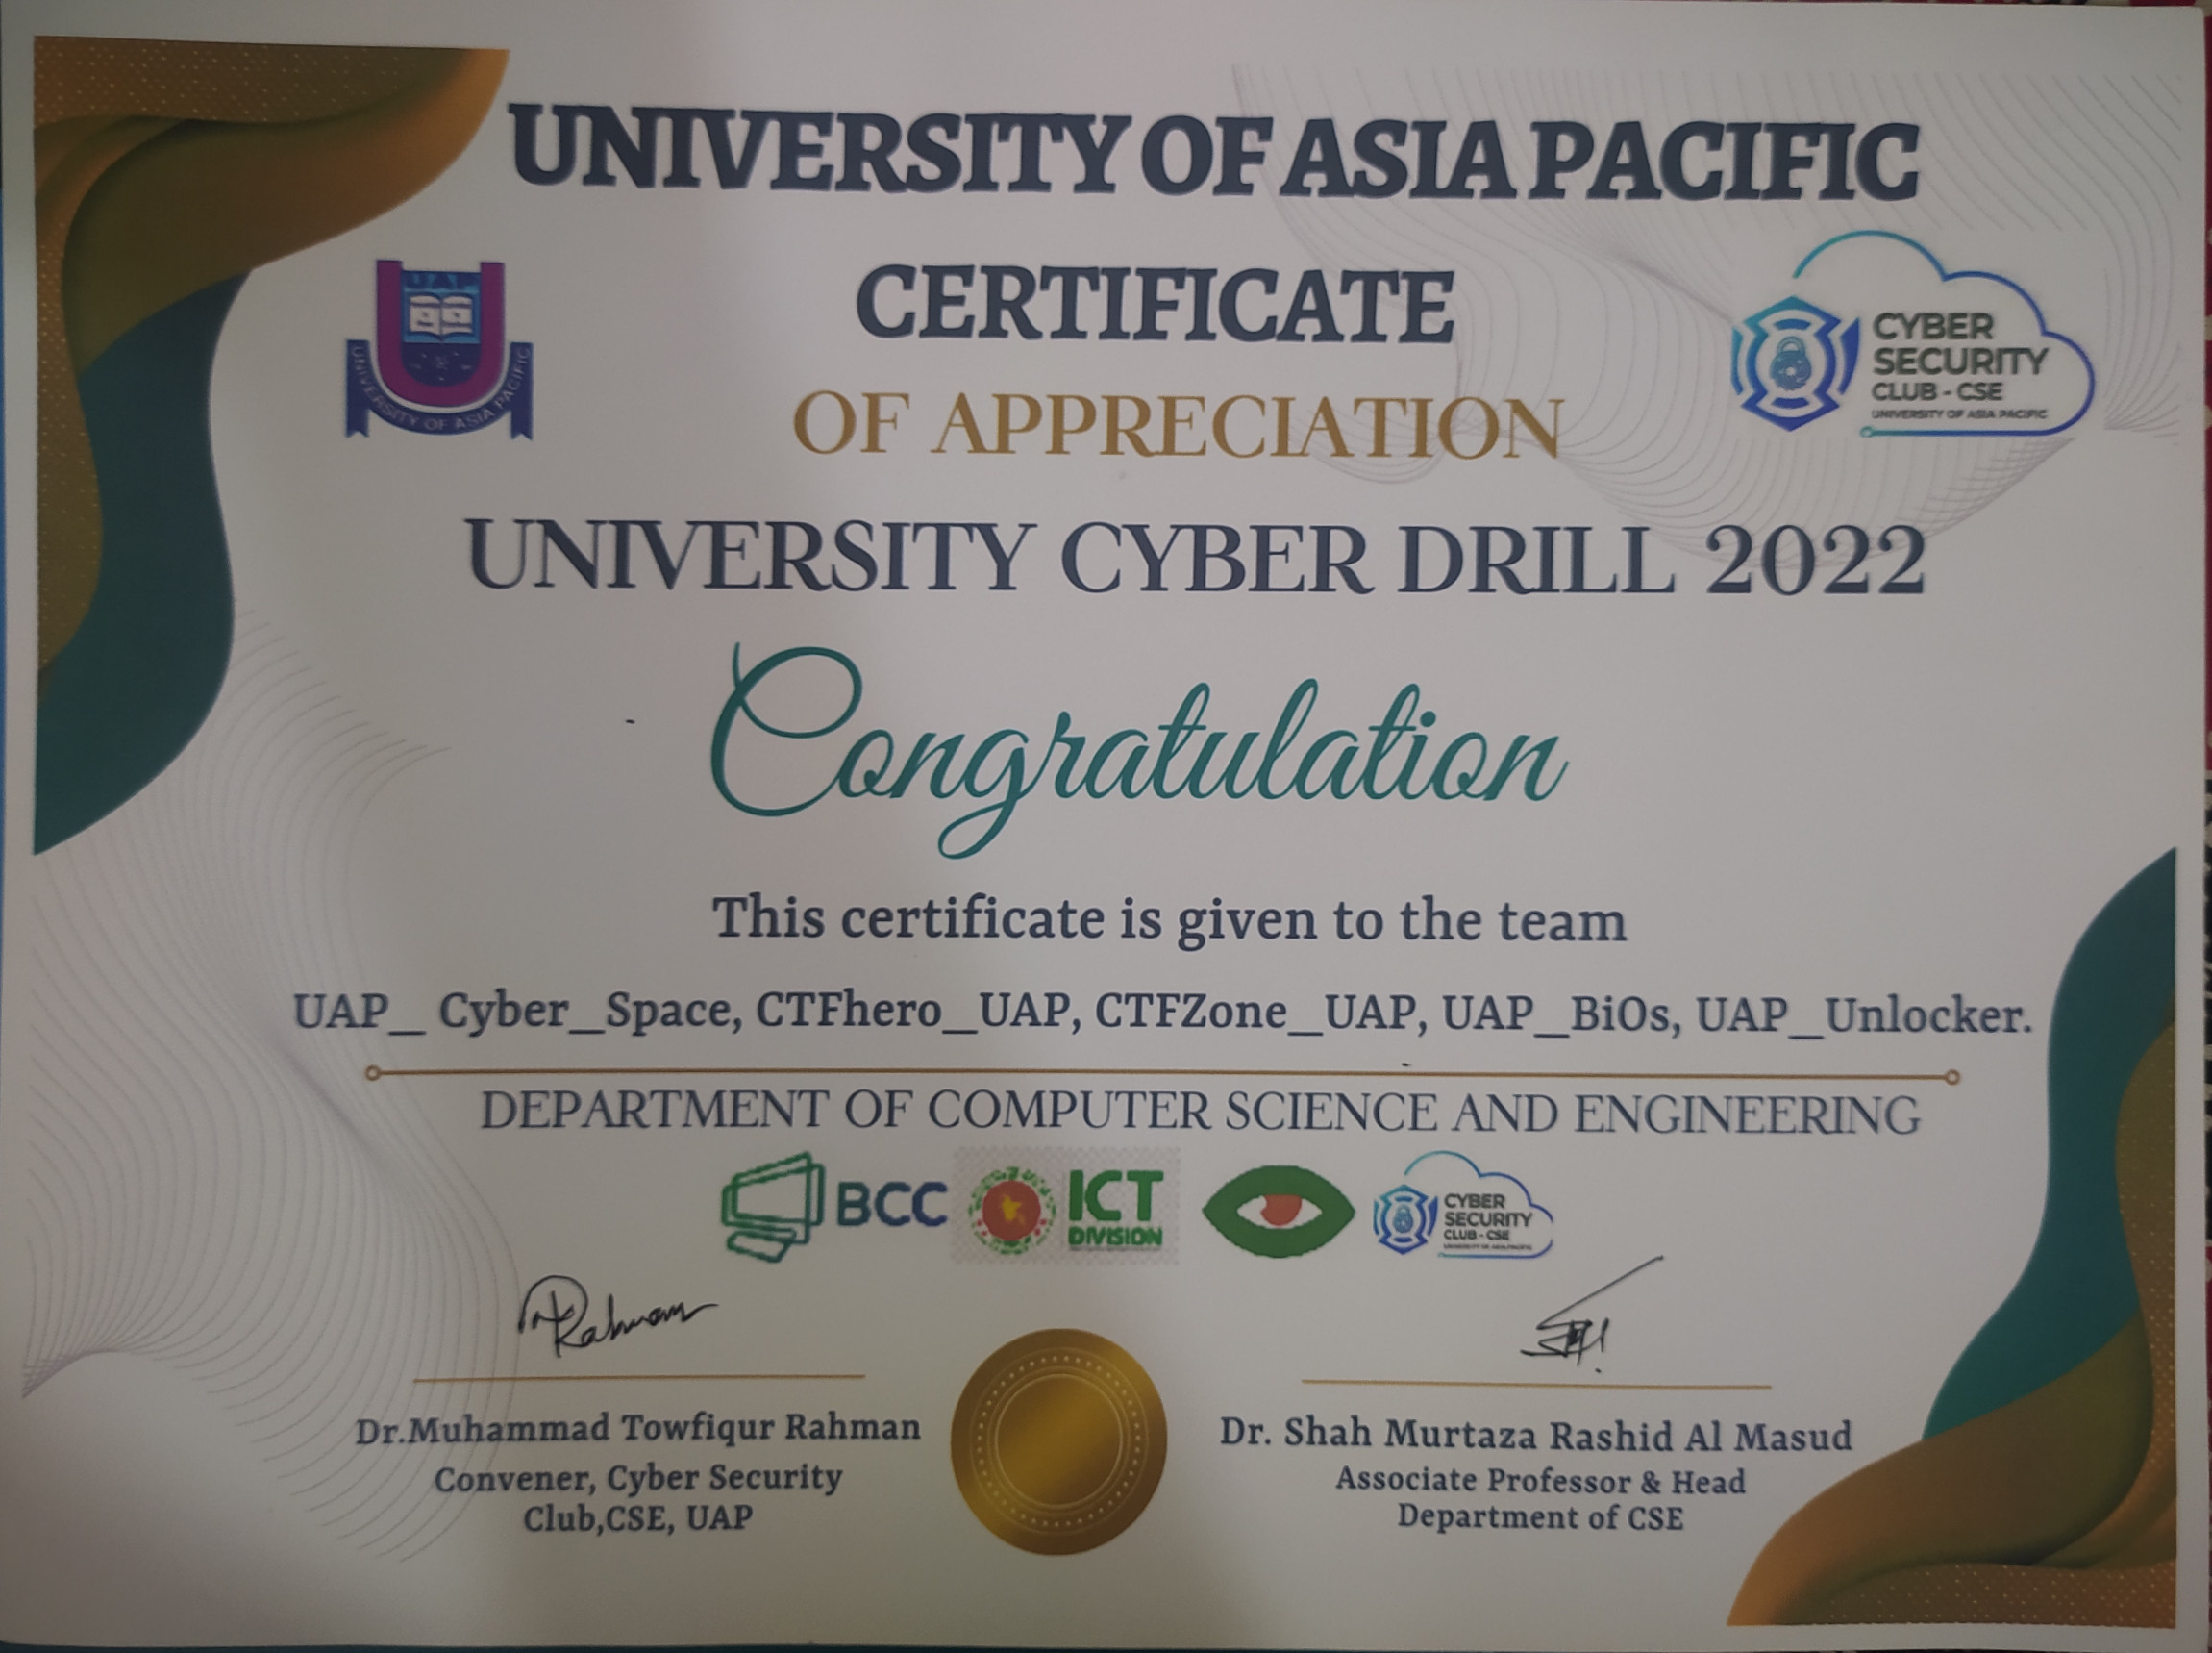 UNIVERSITY OF ASIA PACIFIC
UAP
UNIVERSITY OF ASIA PACIFIC
CERTIFICATE
CYBER
SECURITY
CLUB - CSE
UNIVERSITY OF ASIA PACIFIC
OF APPRECIATION
UNIVERSITY CYBER DRILL 2022
Congratulation
This certificate is given to the team
UAP_ Cyber_Space, CTFhero_UAP, CTFZone_UAP, UAP_BiOs, UAP_Unlocker.
DEPARTMENT OF COMPUTER SCIENCE AND ENGINEERING
BCC
ICT
DIVISION
CYBER
SECURITY
CLUB - CSE
UNIVERSITY OF ASIA PACIFIC
Rahman
Dr.Muhammad Towfiqur Rahman
Convener, Cyber Security
Club,CSE, UAP
Dr. Shah Murtaza Rashid Al Masud
Associate Professor & Head
Department of CSE